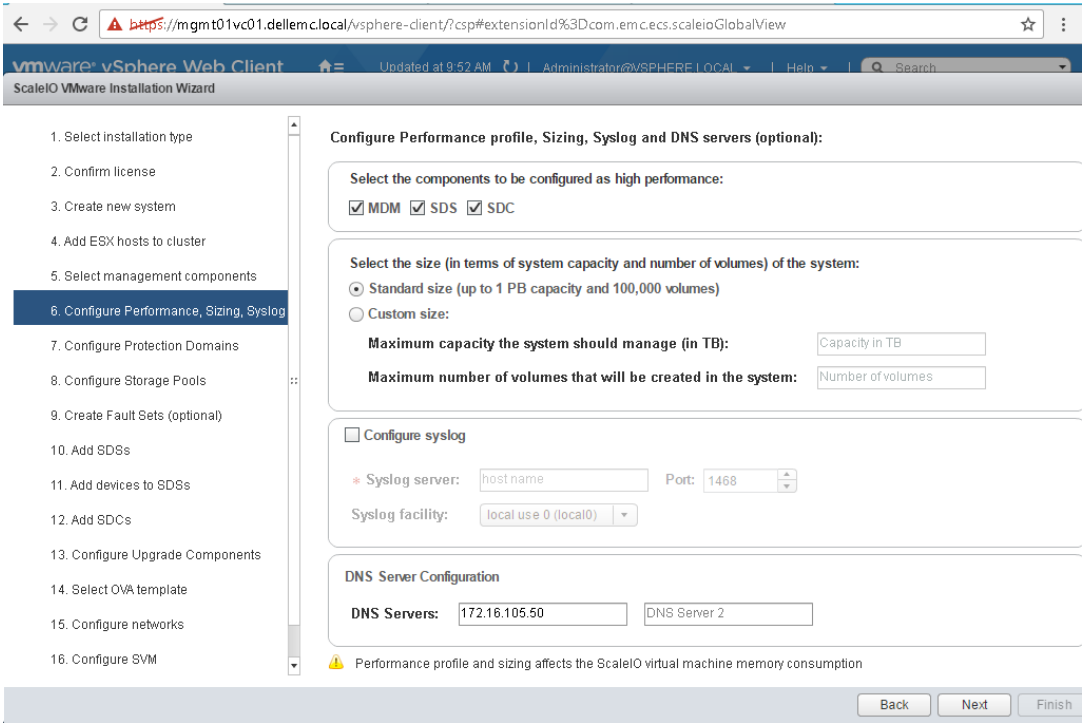 https://mgmt01vc01.dellemc.local/vsphere-client/?csp#extensionId%3Dcom.emc.ecs.scaleioGlobalView
vmware® vSphere Web Client Updated at 9:52 AM | Administrator@VSPHERE.LOCAL | Help | Search
ScaleIO VMware Installation Wizard
1. Select installation type
2. Confirm license
3. Create new system
4. Add ESX hosts to cluster
5. Select management components
6. Configure Performance, Sizing, Syslog
7. Configure Protection Domains
8. Configure Storage Pools
9. Create Fault Sets (optional)
10. Add SDSs
11. Add devices to SDSs
12. Add SDCs
13. Configure Upgrade Components
14. Select OVA template
15. Configure networks
16. Configure SVM
Configure Performance profile, Sizing, Syslog and DNS servers (optional):
Select the components to be configured as high performance:
MDM SDS SDC
Select the size (in terms of system capacity and number of volumes) of the system:
Standard size (up to 1 PB capacity and 100,000 volumes)
Custom size:
Maximum capacity the system should manage (in TB): Capacity in TB
Maximum number of volumes that will be created in the system: Number of volumes
Configure syslog
* Syslog server: host name Port: 1468
Syslog facility: local use 0 (local0)
DNS Server Configuration
DNS Servers: 172.16.105.50 DNS Server 2
Performance profile and sizing affects the ScaleIO virtual machine memory consumption
Back Next Finish